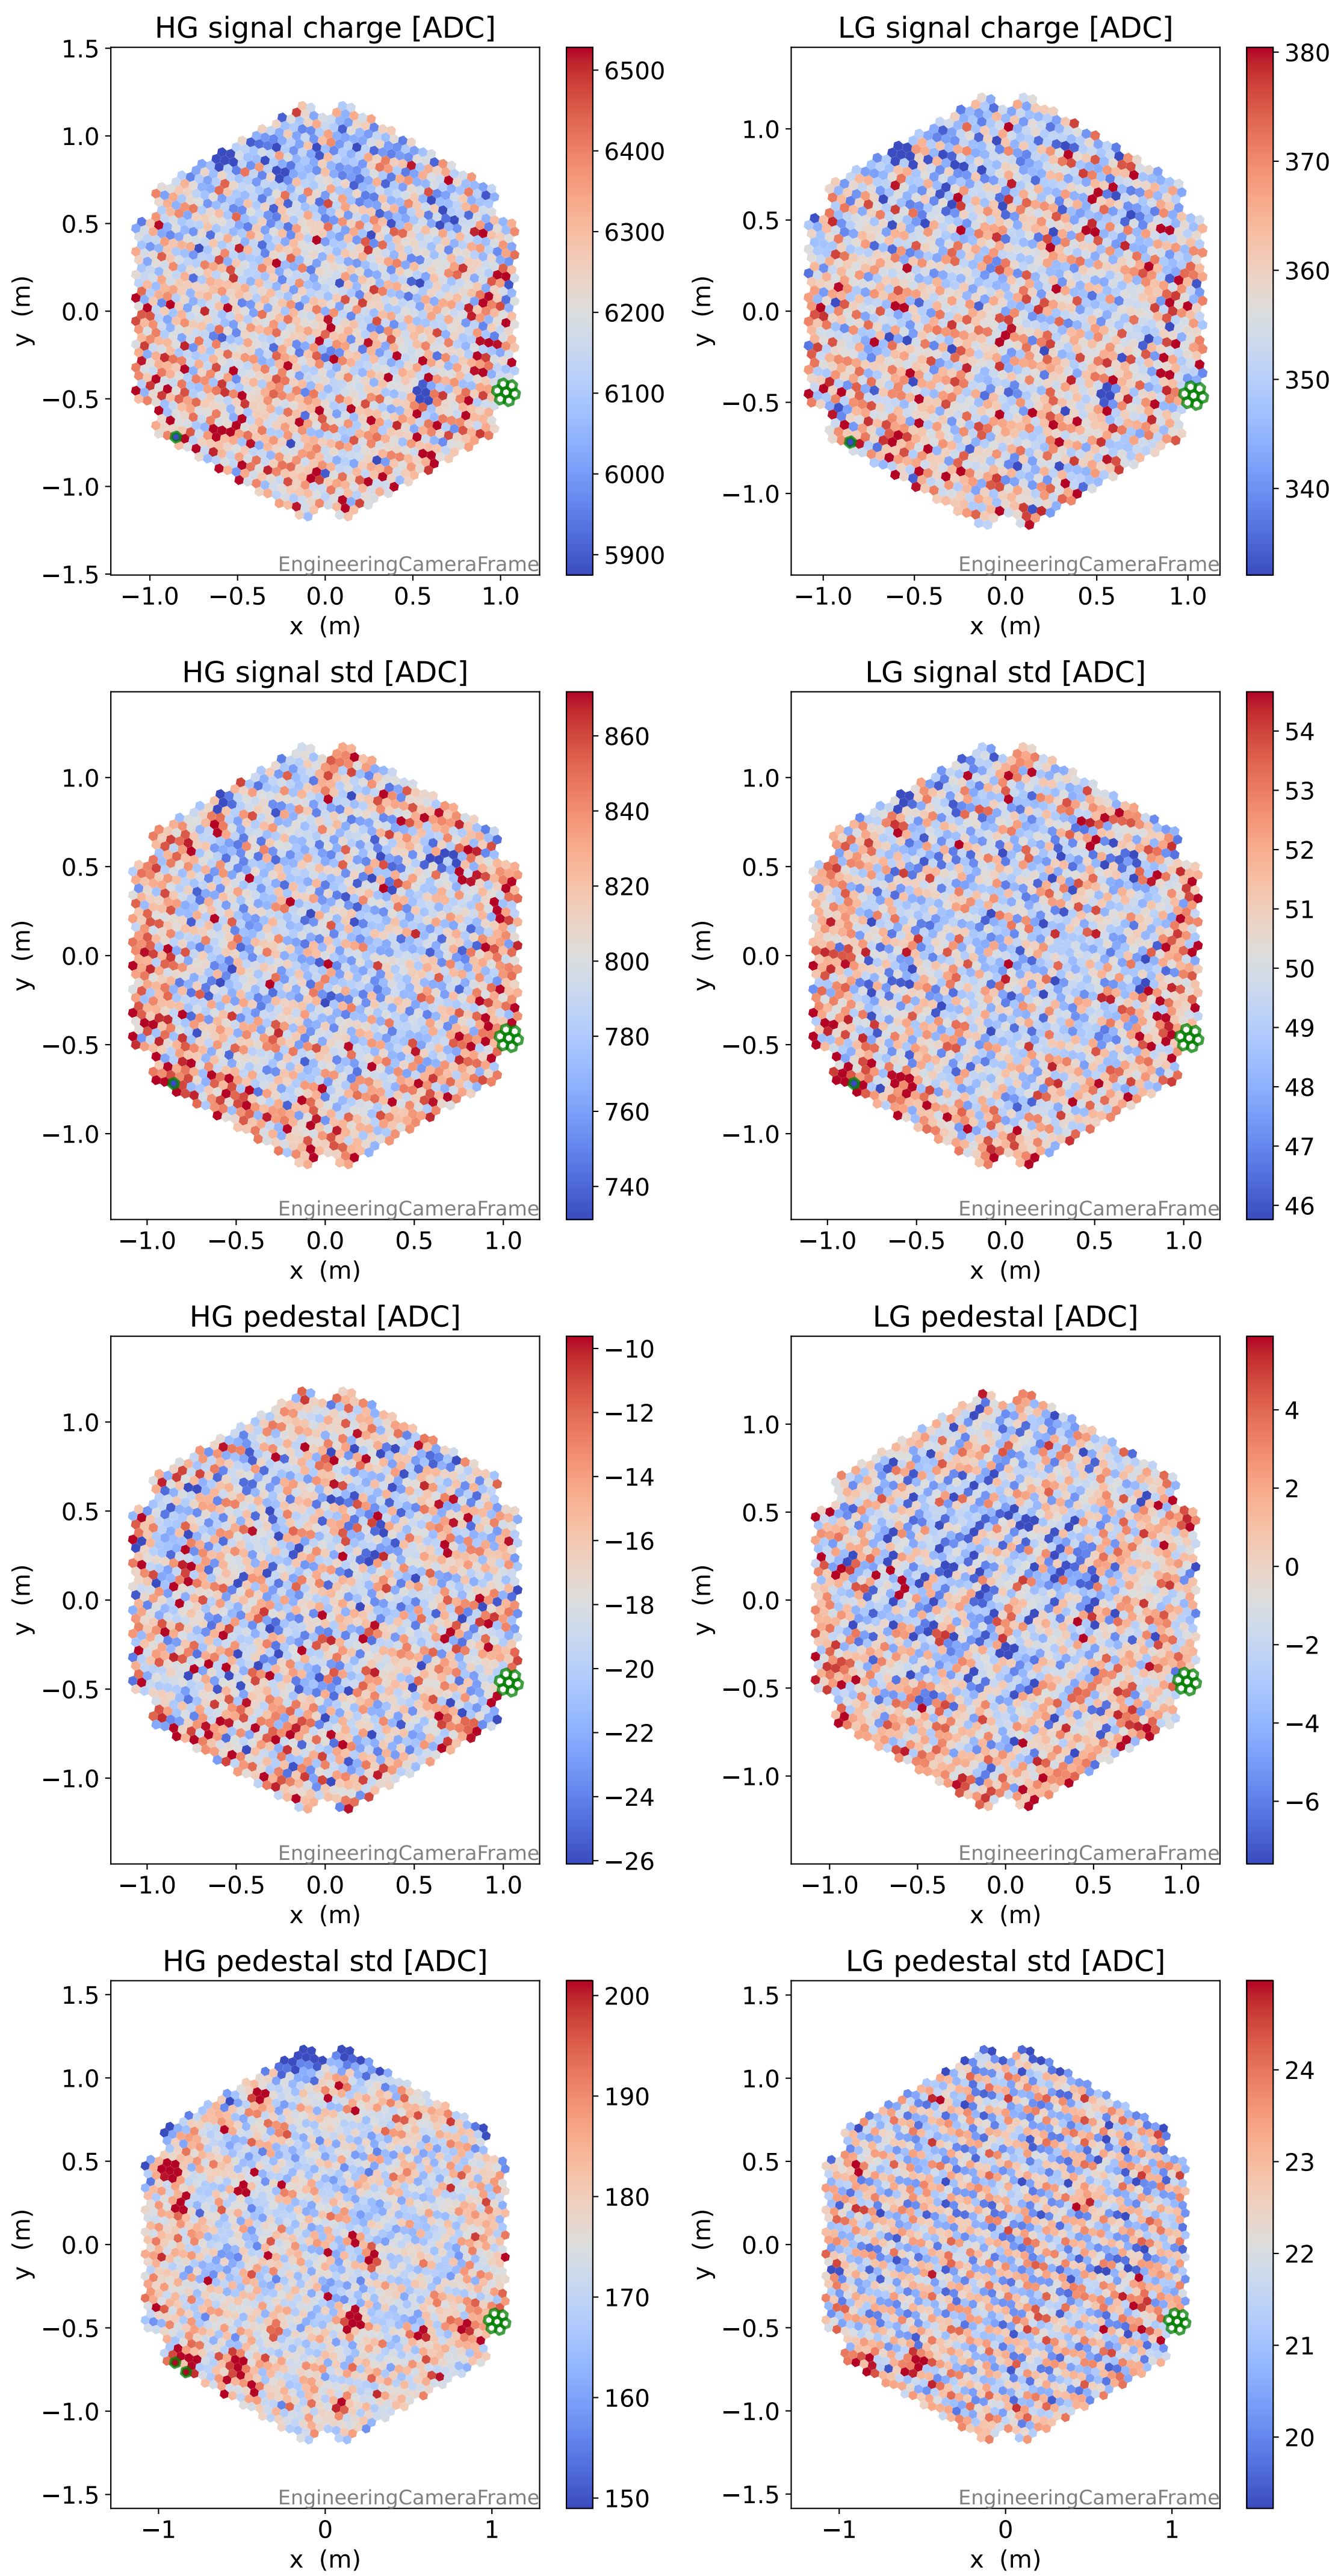 HG signal charge [ADC]
1.5
1.0
0.5
0.0
−0.5
−1.0
−1.5
y (m)
−1.0 −0.5 0.0 0.5 1.0
x (m)
EngineeringCameraFrame
6500
6400
6300
6200
6100
6000
5900
LG signal charge [ADC]
1.0
0.5
0.0
−0.5
−1.0
y (m)
−1.0 −0.5 0.0 0.5 1.0
x (m)
EngineeringCameraFrame
380
370
360
350
340
HG signal std [ADC]
1.0
0.5
0.0
−0.5
−1.0
y (m)
−1.0 −0.5 0.0 0.5 1.0
x (m)
EngineeringCameraFrame
860
840
820
800
780
760
740
LG signal std [ADC]
1.0
0.5
0.0
−0.5
−1.0
y (m)
−1.0 −0.5 0.0 0.5 1.0
x (m)
EngineeringCameraFrame
54
53
52
51
50
49
48
47
46
HG pedestal [ADC]
1.0
0.5
0.0
−0.5
−1.0
y (m)
−1.0 −0.5 0.0 0.5 1.0
x (m)
EngineeringCameraFrame
−10
−12
−14
−16
−18
−20
−22
−24
−26
LG pedestal [ADC]
1.0
0.5
0.0
−0.5
−1.0
y (m)
−1.0 −0.5 0.0 0.5 1.0
x (m)
EngineeringCameraFrame
4
2
0
−2
−4
−6
HG pedestal std [ADC]
1.5
1.0
0.5
0.0
−0.5
−1.0
−1.5
y (m)
−1 0 1
x (m)
EngineeringCameraFrame
200
190
180
170
160
150
LG pedestal std [ADC]
1.5
1.0
0.5
0.0
−0.5
−1.0
−1.5
y (m)
−1 0 1
x (m)
EngineeringCameraFrame
24
23
22
21
20